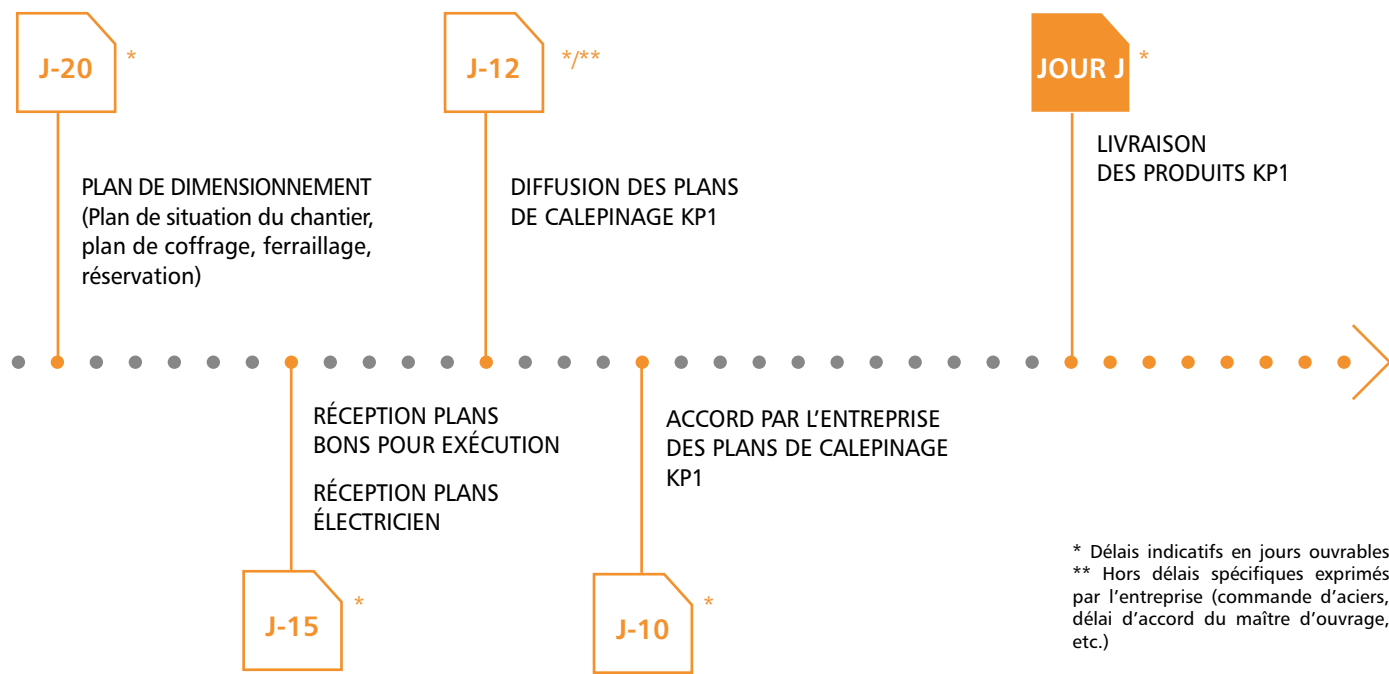 J-20 *
PLAN DE DIMENSIONNEMENT
(Plan de situation du chantier,
plan de coffrage, ferraillage,
réservation)
J-12 */**
DIFFUSION DES PLANS
DE CALEPINAGE KP1
JOUR J *
LIVRAISON
DES PRODUITS KP1
RÉCEPTION PLANS
BONS POUR EXÉCUTION
RÉCEPTION PLANS
ÉLECTRICIEN
J-15 *
ACCORD PAR L’ENTREPRISE
DES PLANS DE CALEPINAGE
KP1
J-10 *
* Délais indicatifs en jours ouvrables
** Hors délais spécifiques exprimés
par l’entreprise (commande d’aciers,
délai d’accord du maître d’ouvrage,
etc.)